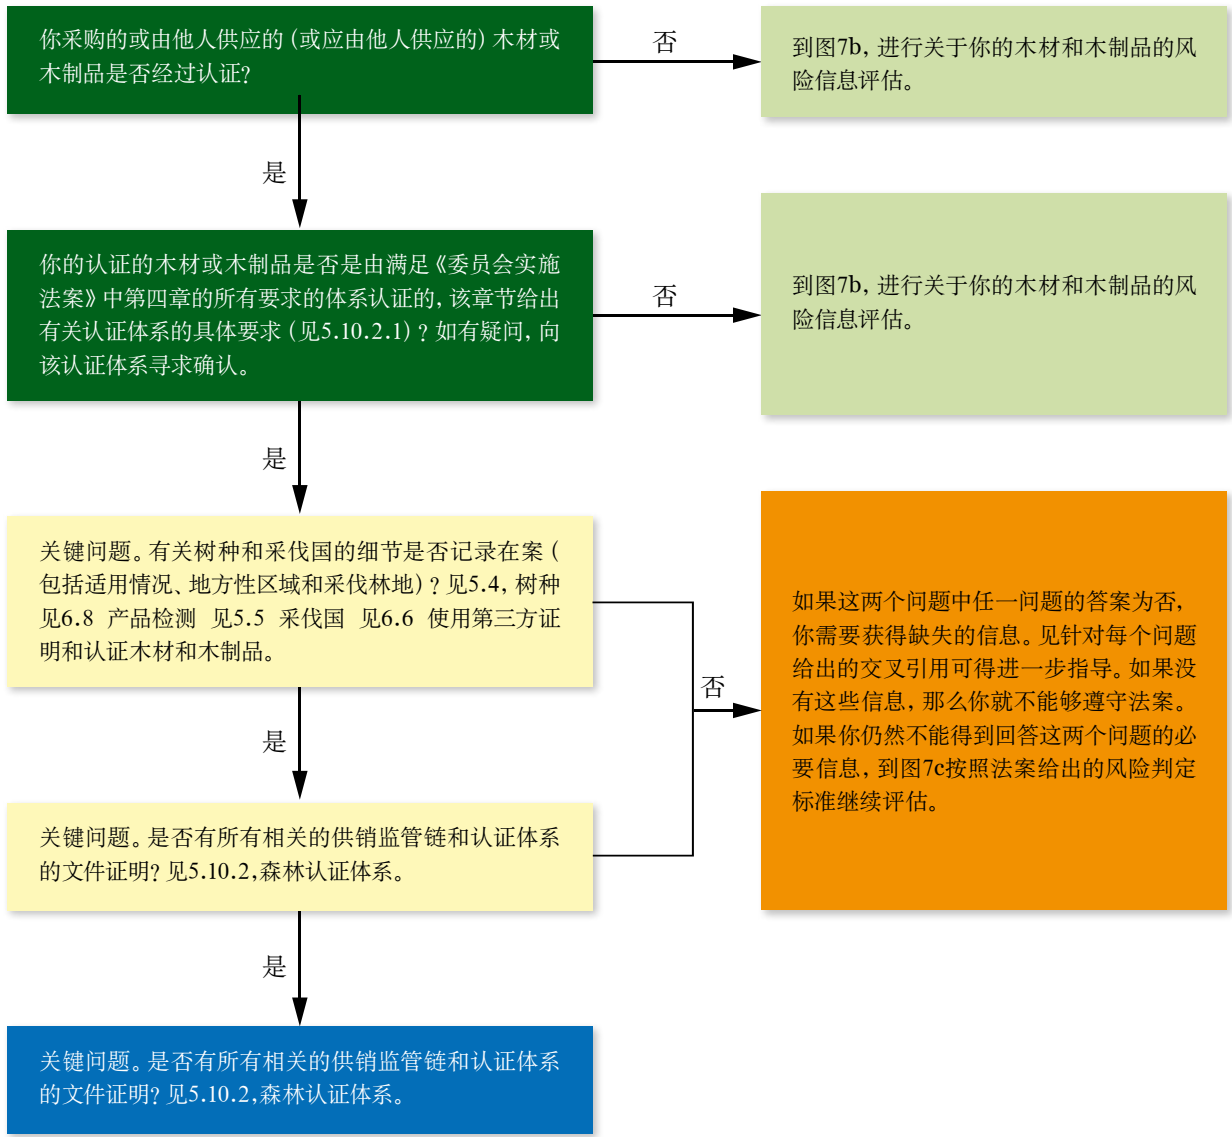 你采购的或由他人供应的（或应由他人供应的）木材或
木制品是否经过认证？
否
到图7b，进行关于你的木材和木制品的风
险信息评估。
是
你的认证的木材或木制品是否是由满足《委员会实施
法案》中第四章的所有要求的体系认证的，该章节给出
有关认证体系的具体要求（见5.10.2.1）？如有疑问，向
该认证体系寻求确认。
否
到图7b，进行关于你的木材和木制品的风
险信息评估。
是
关键问题。有关树种和采伐国的细节是否记录在案（
包括适用情况、地方性区域和采伐林地）？见5.4，树种
见6.8 产品检测 见5.5 采伐国 见6.6 使用第三方证
明和认证木材和木制品。
否
如果这两个问题中任一问题的答案为否，
你需要获得缺失的信息。见针对每个问题
给出的交叉引用可得进一步指导。如果没
有这些信息，那么你就不能够遵守法案。
如果你仍然不能得到回答这两个问题的必
要信息，到图7c按照法案给出的风险判定
标准继续评估。
是
关键问题。是否有所有相关的供销监管链和认证体系
的文件证明？见5.10.2,森林认证体系。
是
关键问题。是否有所有相关的供销监管链和认证体系
的文件证明？见5.10.2,森林认证体系。